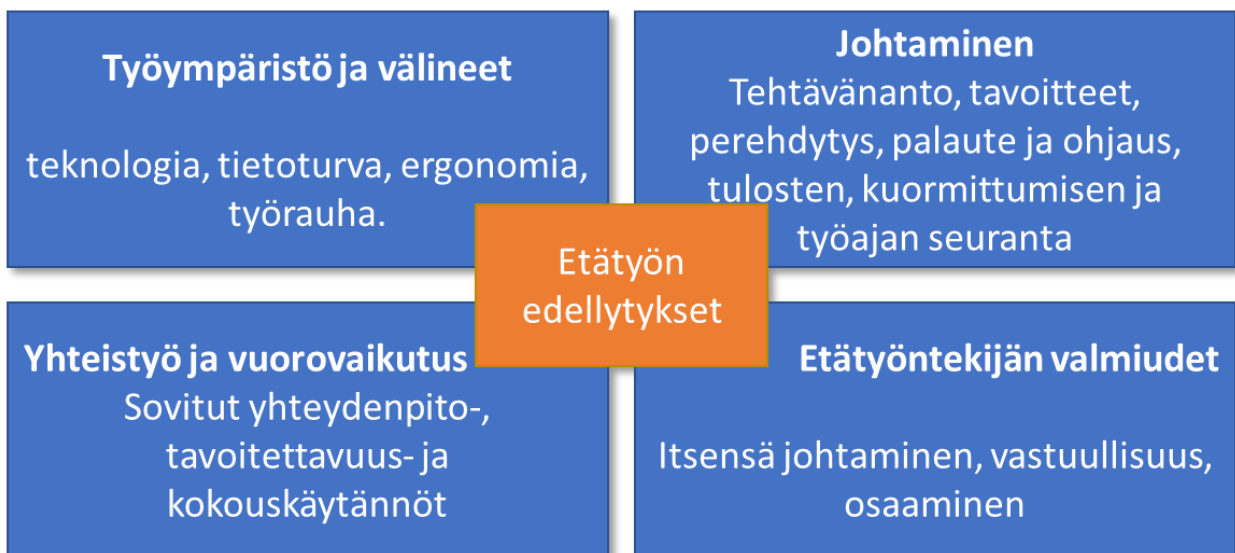 Työympäristö ja välineet
teknologia, tietoturva, ergonomia,
työrauha.
Johtaminen
Tehtävänanto, tavoitteet,
perehdytys, palaute ja ohjaus,
tulosten, kuormittumisen ja
työajan seuranta
Etätyön
edellytykset
Yhteistyö ja vuorovaikutus
Sovitut yhteydenpito-,
tavoitettavuus- ja
kokouskäytännöt
Etätyöntekijän valmiudet
Itsensä johtaminen, vastuullisuus,
osaaminen